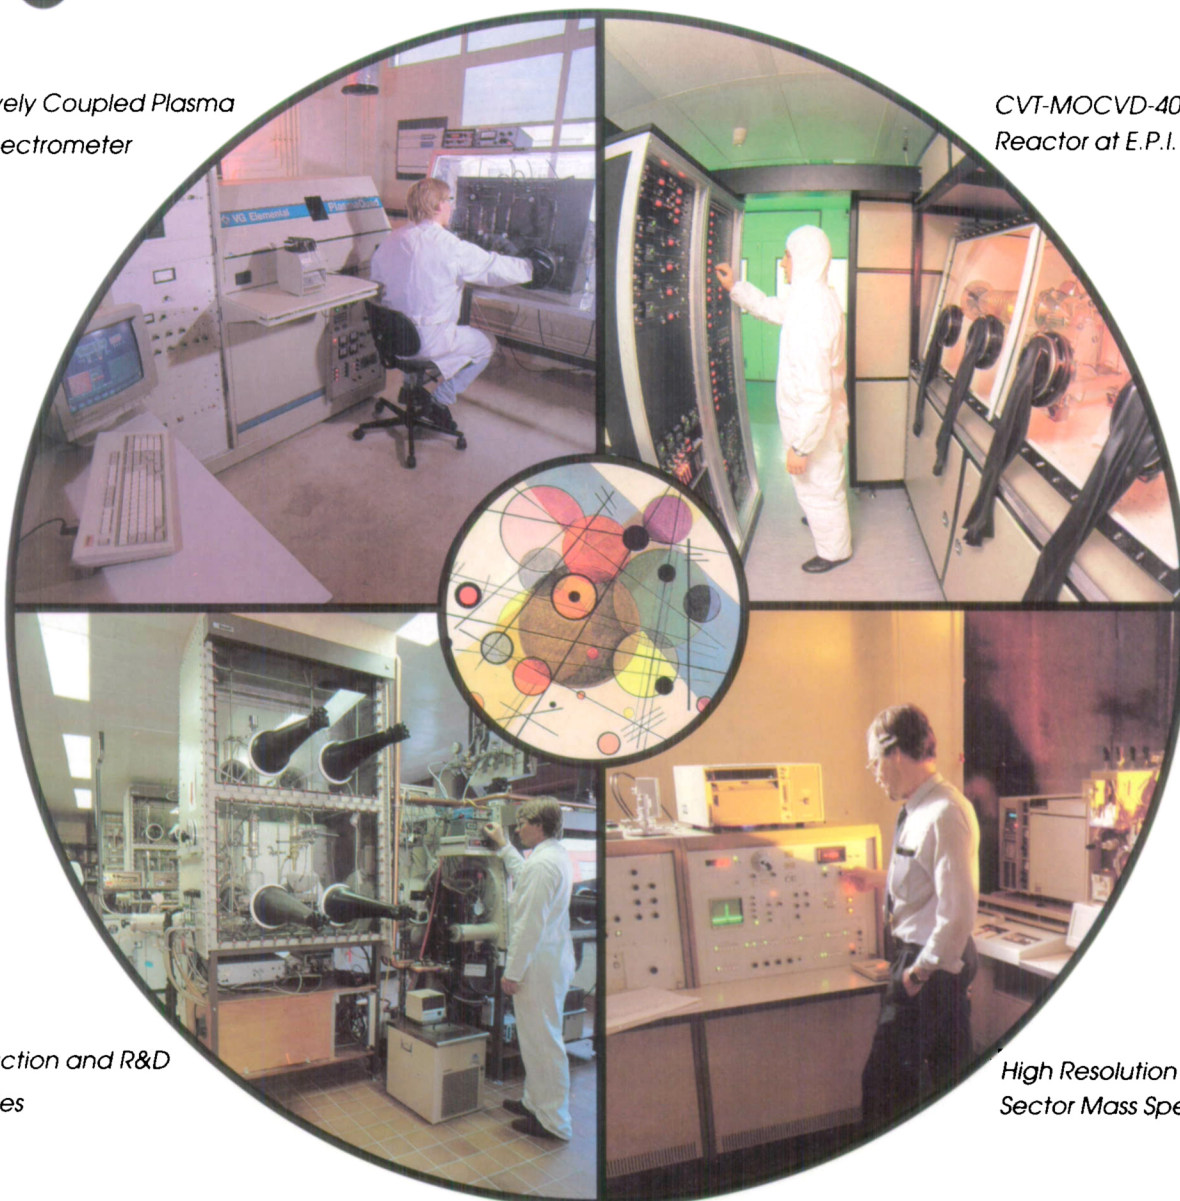 vely Coupled Plasma
ectrometer
CVT-MOCVD-40
Reactor at E.P.I.
VG Elemental
PlasmaQuad
ction and R&D
es
High Resolution
Sector Mass Spe